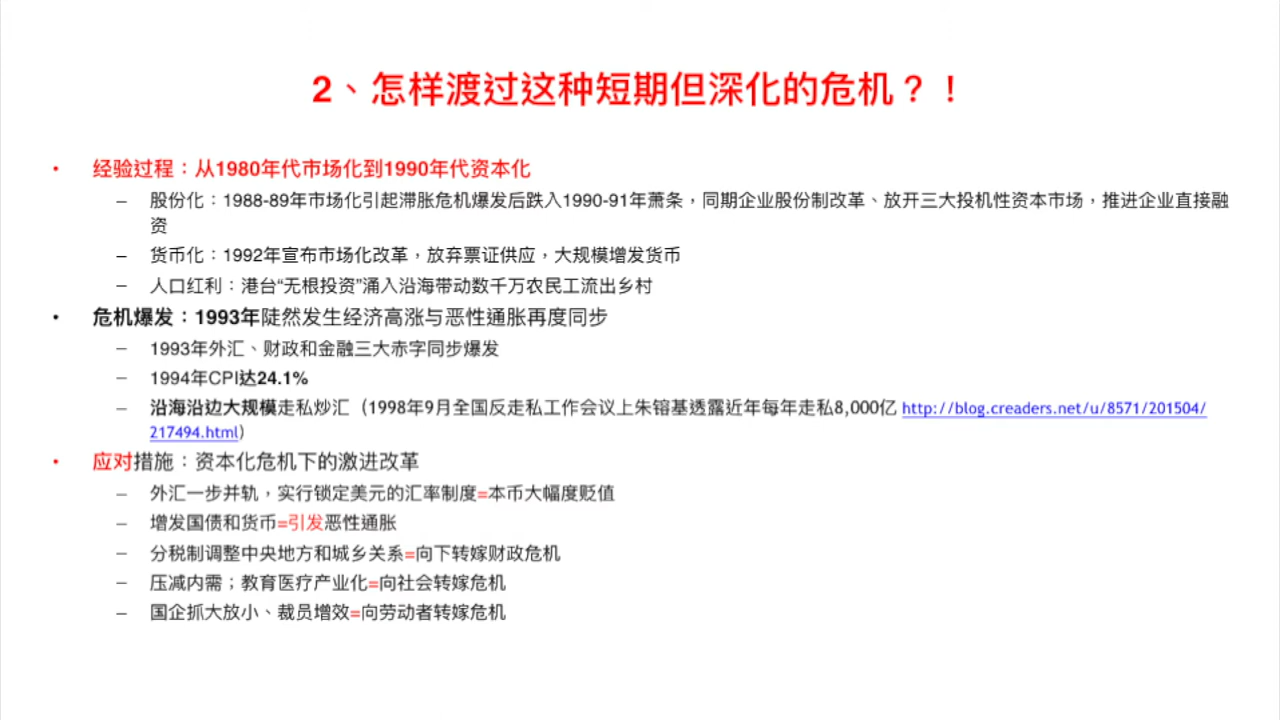 2、怎样渡过这种短期但深化的危机？！
• 经验过程：从1980年代市场化到1990年代资本化
– 股份化：1988-89年市场化引起滞胀危机爆发后跌入1990-91年萧条，同期企业股份制改革、放开三大投机性资本市场，推进企业直接融
资
– 货币化：1992年宣布市场化改革，放弃票证供应，大规模增发货币
– 人口红利：港台“无根投资”涌入沿海带动数千万农民工流出乡村
• 危机爆发：1993年陡然发生经济高涨与恶性通胀再度同步
– 1993年外汇、财政和金融三大赤字同步爆发
– 1994年CPI达24.1%
– 沿海沿边大规模走私炒汇（1998年9月全国反走私工作会议上朱镕基透露近年每年走私8,000亿 http://blog.creaders.net/u/8571/201504/
217494.html）
• 应对措施：资本化危机下的激进改革
– 外汇一步并轨，实行锁定美元的汇率制度=本币大幅度贬值
– 增发国债和货币=引发恶性通胀
– 分税制调整中央地方和城乡关系=向下转嫁财政危机
– 压减内需；教育医疗产业化=向社会转嫁危机
– 国企抓大放小、裁员增效=向劳动者转嫁危机